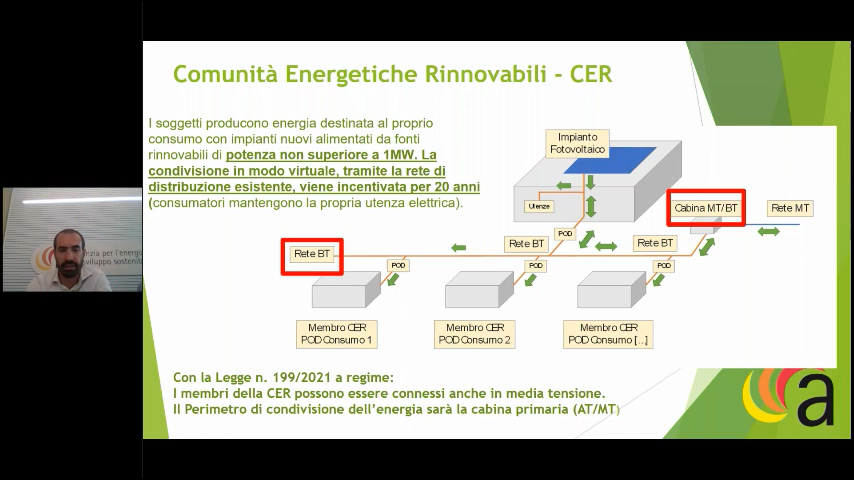 Comunità Energetiche Rinnovabili - CER
I soggetti producono energia destinata al proprio
consumo con impianti nuovi alimentati da fonti
rinnovabili di potenza non superiore a 1MW. La
condivisione in modo virtuale, tramite la rete di
distribuzione esistente, viene incentivata per 20 anni
(consumatori mantengono la propria utenza elettrica).
Impianto
Fotovoltaico
Utenze
Cabina MT/BT
Rete MT
POD
Rete BT
Rete BT
Rete BT
POD
POD
POD
Membro CER
POD Consumo 1
Membro CER
POD Consumo 2
Membro CER
POD Consumo [...]
Con la Legge n. 199/2021 a regime:
I membri della CER possono essere connessi anche in media tensione.
Il Perimetro di condivisione dell'energia sarà la cabina primaria (AT/MT)
a
enzia per l'energia
sviluppo sostenib